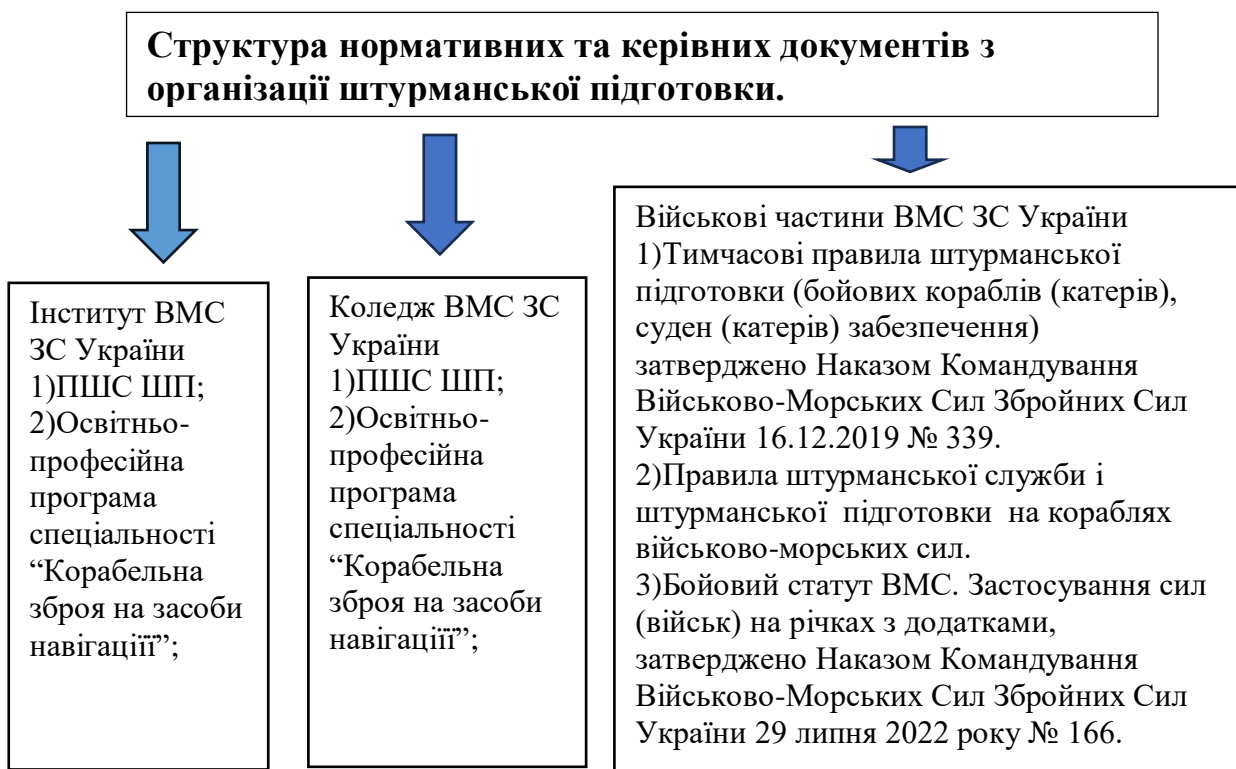 Структура нормативних та керівних документів з
організації штурманської підготовки.
Інститут ВМС
ЗС України
1)ПШС ШП;
2)Освітньо-
професійна
програма
спеціальності
“Корабельна
зброя на засоби
навігаціїї”;
Коледж ВМС ЗС
України
1)ПШС ШП;
2)Освітньо-
професійна
програма
спеціальності
“Корабельна
зброя на засоби
навігаціїї”;
Військові частини ВМС ЗС України
1)Тимчасові правила штурманської
підготовки (бойових кораблів (катерів),
суден (катерів) забезпечення)
затверджено Наказом Командування
Військово-Морських Сил Збройних Сил
України 16.12.2019 № 339.
2)Правила штурманської служби і
штурманської підготовки на кораблях
військово-морських сил.
3)Бойовий статут ВМС. Застосування сил
(військ) на річках з додатками,
затверджено Наказом Командування
Військово-Морських Сил Збройних Сил
України 29 липня 2022 року № 166.